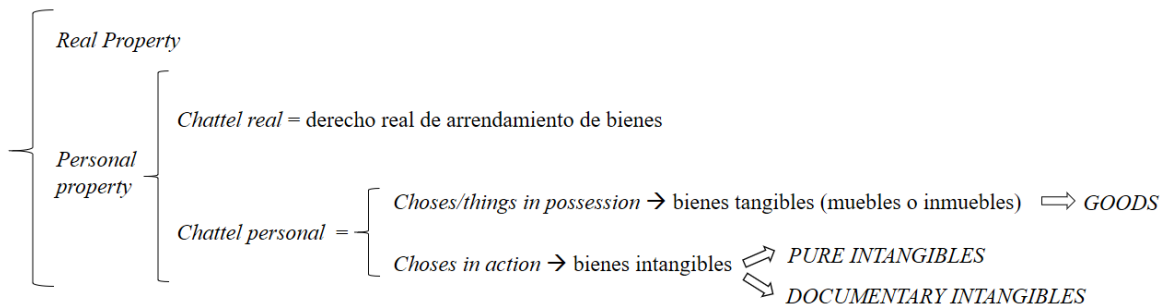 Real Property
Personal
property
Chattel real = derecho real de arrendamiento de bienes
Chattel personal =
Choses/things in possession → bienes tangibles (muebles o inmuebles) ⇨ GOODS
Choses in action → bienes intangibles
PURE INTANGIBLES
DOCUMENTARY INTANGIBLES